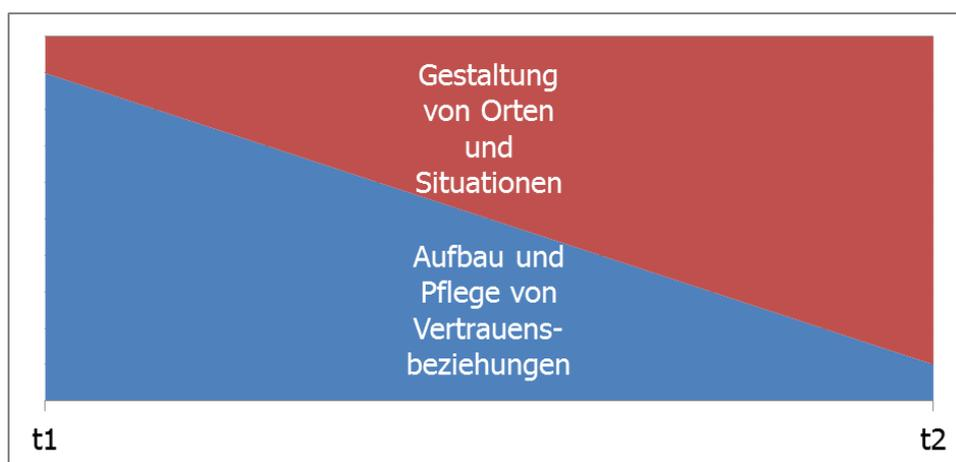 Gestaltung
von Orten
und
Situationen
Aufbau und
Pflege von
Vertrauens-
beziehungen
t1
t2